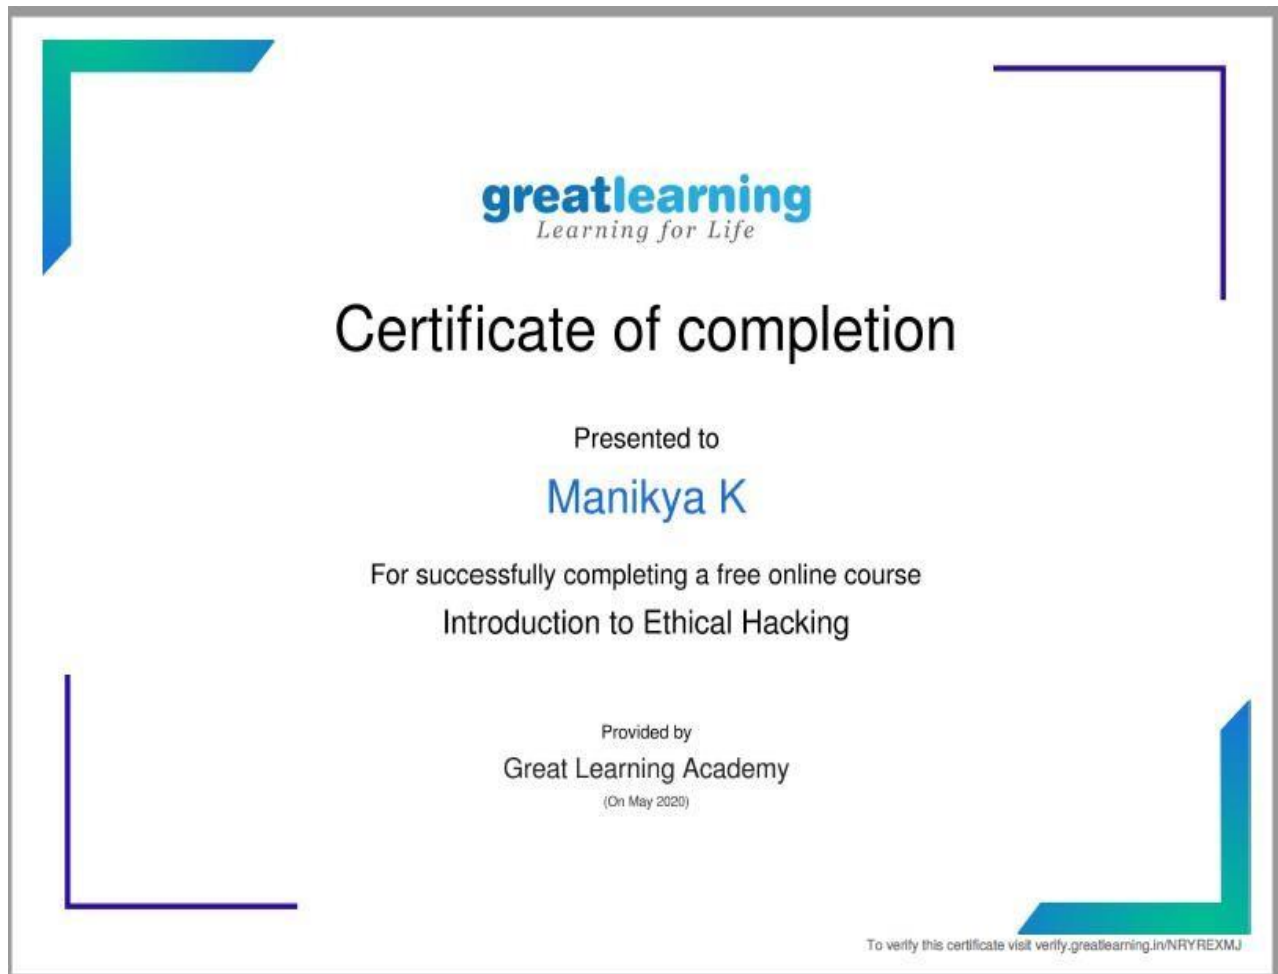 greatlearning
Learning for Life
Certificate of completion
Presented to
Manikya K
For successfully completing a free online course
Introduction to Ethical Hacking
Provided by
Great Learning Academy
(On May 2020)
To verify this certificate visit verify.greatlearning.in/NRYREXMJ